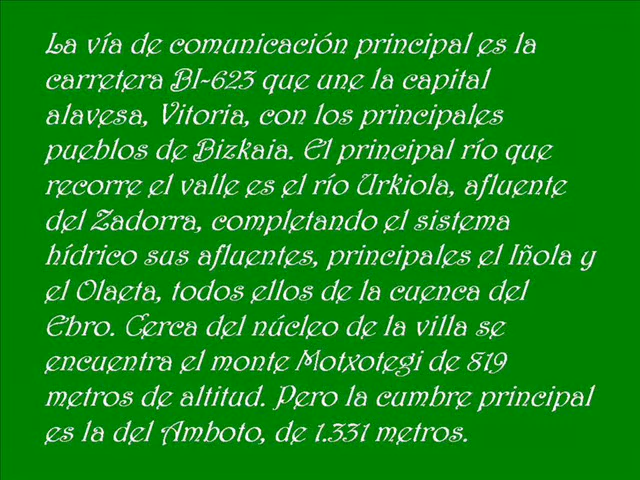 La vía de comunicación principal es la
carretera BI-623 que une la capital
alavesa, Vitoria, con los principales
pueblos de Bizkaia. El principal río que
recorre el valle es el río Urkiola, afluente
del Zadorra, completando el sistema
hídrico sus afluentes, principales el Iñola y
el Olaeta, todos ellos de la cuenca del
Ebro. Cerca del núcleo de la villa se
encuentra el monte Motxotegi de 819
metros de altitud. Pero la cumbre principal
es la del Amboto, de 1.331 metros.